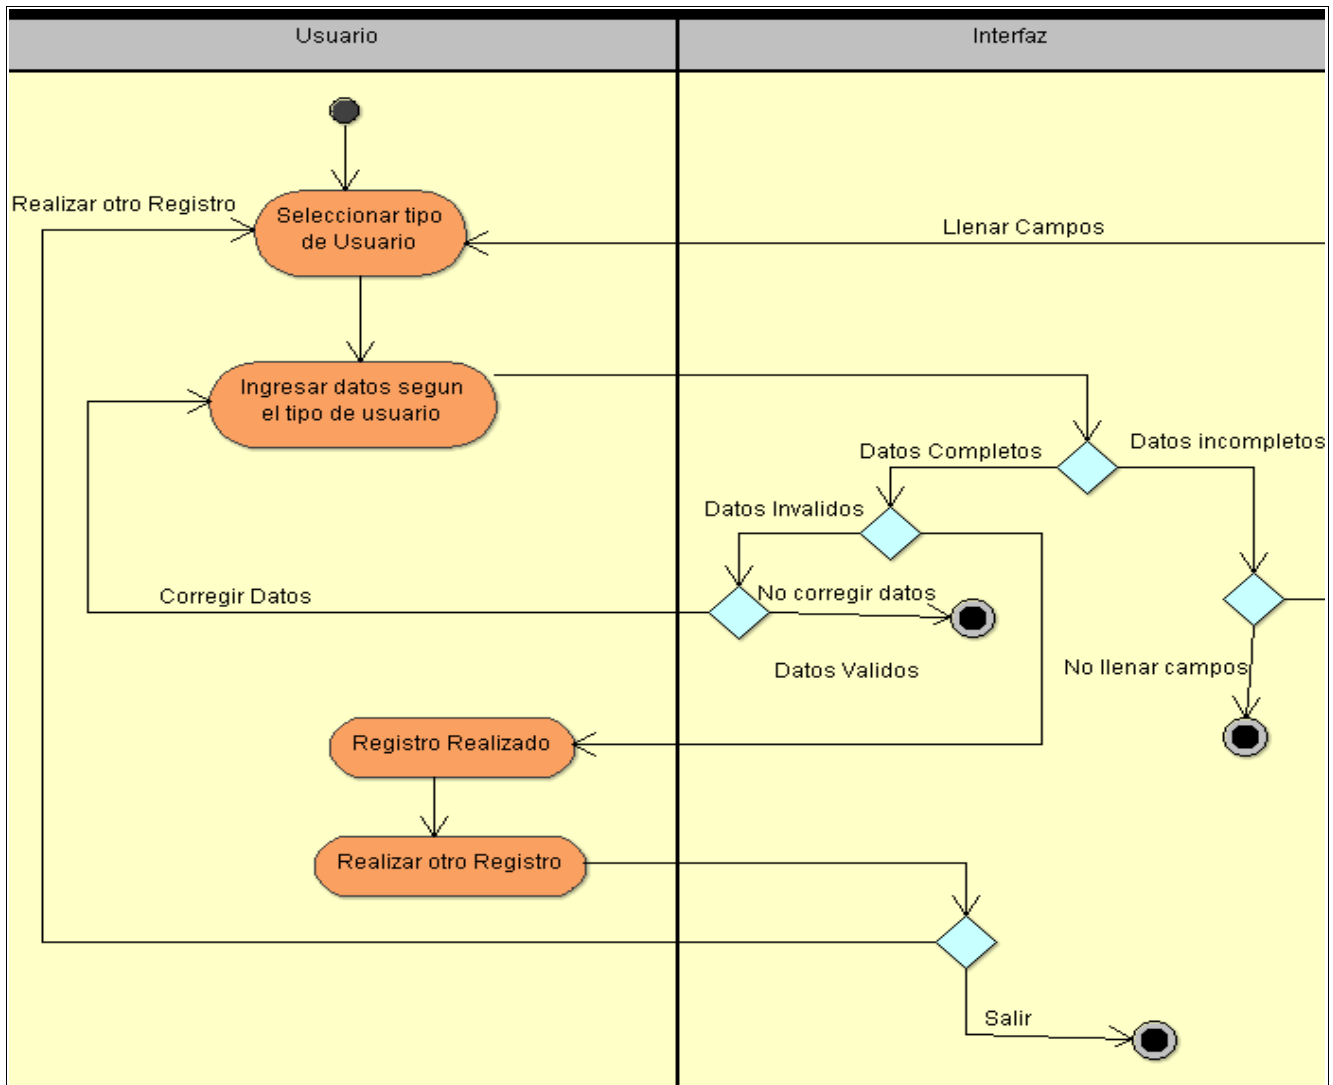 Usuario
Interfaz
Realizar otro Registro
Seleccionar tipo
de Usuario
Llenar Campos
Ingresar datos segun
el tipo de usuario
Datos Completos
Datos incompletos
Datos Invalidos
Corregir Datos
No corregir datos
Datos Validos
No llenar campos
Registro Realizado
Realizar otro Registro
Salir